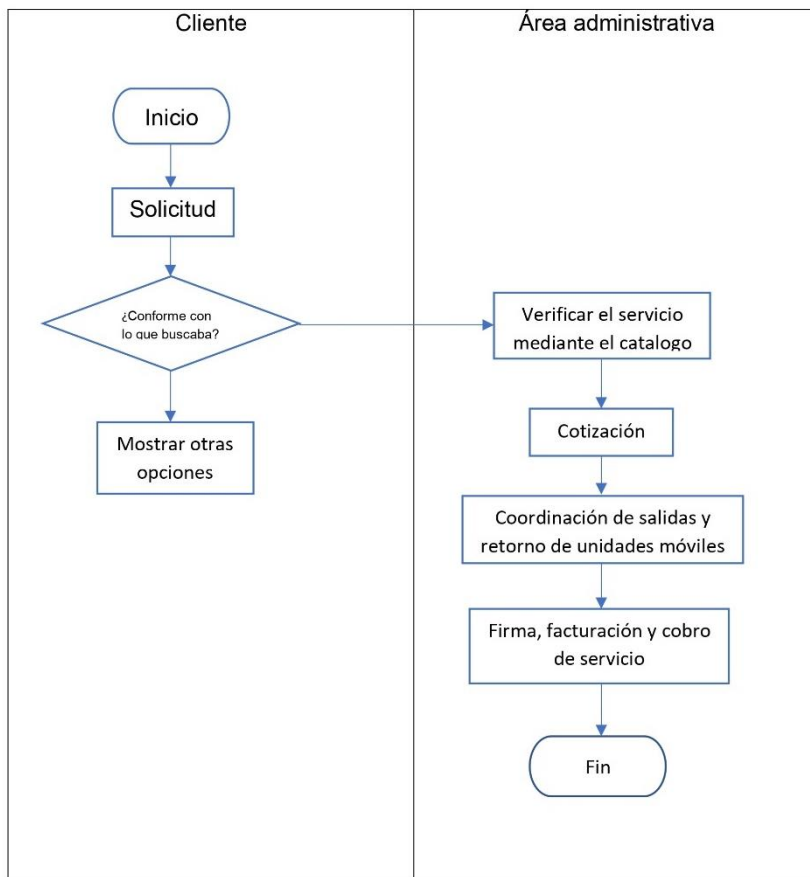 Cliente
Área administrativa
Inicio
Solicitud
¿Conforme con
lo que buscaba?
Mostrar otras
opciones
Verificar el servicio
mediante el catalogo
Cotización
Coordinación de salidas y
retorno de unidades móviles
Firma, facturación y cobro
de servicio
Fin